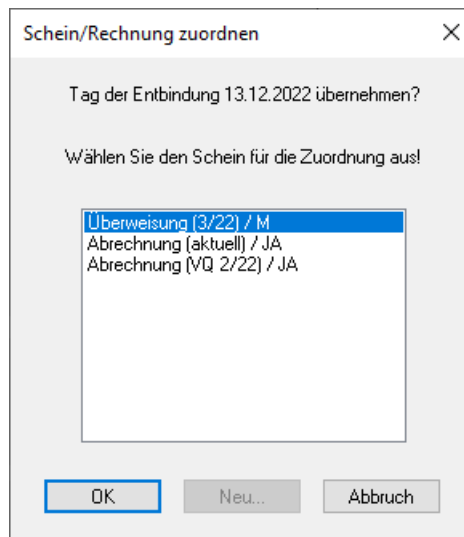 Schein/Rechnung zuordnen
Tag der Entbindung 13.12.2022 übernehmen?
Wählen Sie den Schein für die Zuordnung aus!
Überweisung (3/22) / M
Abrechnung (aktuell) / JA
Abrechnung (VQ 2/22) / JA
OK
Neu...
Abbruch